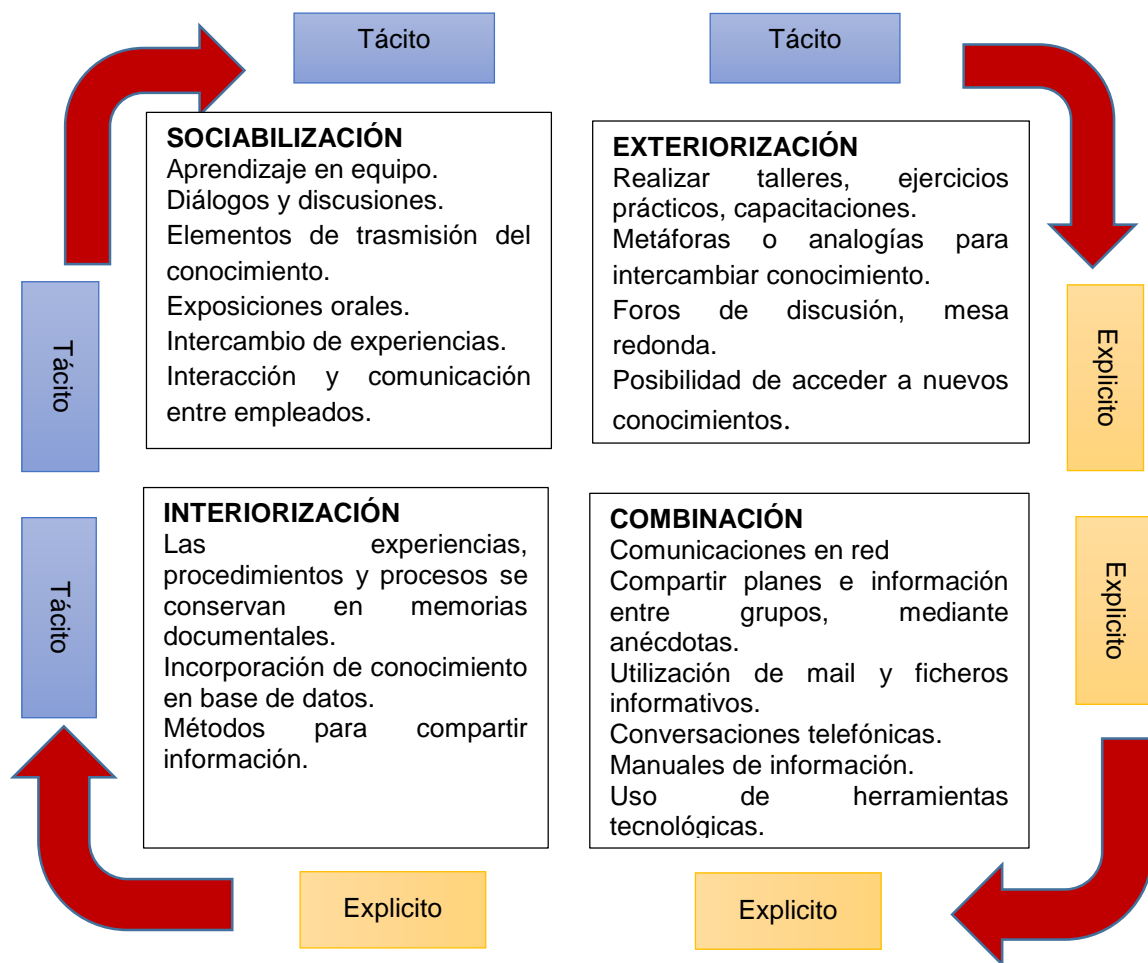 Tácito
Tácito
SOCIABILIZACIÓN
Aprendizaje en equipo.
Diálogos y discusiones.
Elementos de trasmisión del
conocimiento.
Exposiciones orales.
Intercambio de experiencias.
Interacción y comunicación
entre empleados.
EXTERIORIZACIÓN
Realizar talleres, ejercicios
prácticos, capacitaciones.
Metáforas o analogías para
intercambiar conocimiento.
Foros de discusión, mesa
redonda.
Posibilidad de acceder a nuevos
conocimientos.
Tácito
Explicito
INTERIORIZACIÓN
Las experiencias,
procedimientos y procesos se
conservan en memorias
documentales.
Incorporación de conocimiento
en base de datos.
Métodos para compartir
información.
COMBINACIÓN
Comunicaciones en red
Compartir planes e información
entre grupos, mediante
anécdotas.
Utilización de mail y ficheros
informativos.
Conversaciones telefónicas.
Manuales de información.
Uso de herramientas
tecnológicas.
Tácito
Explicito
Explicito
Explicito